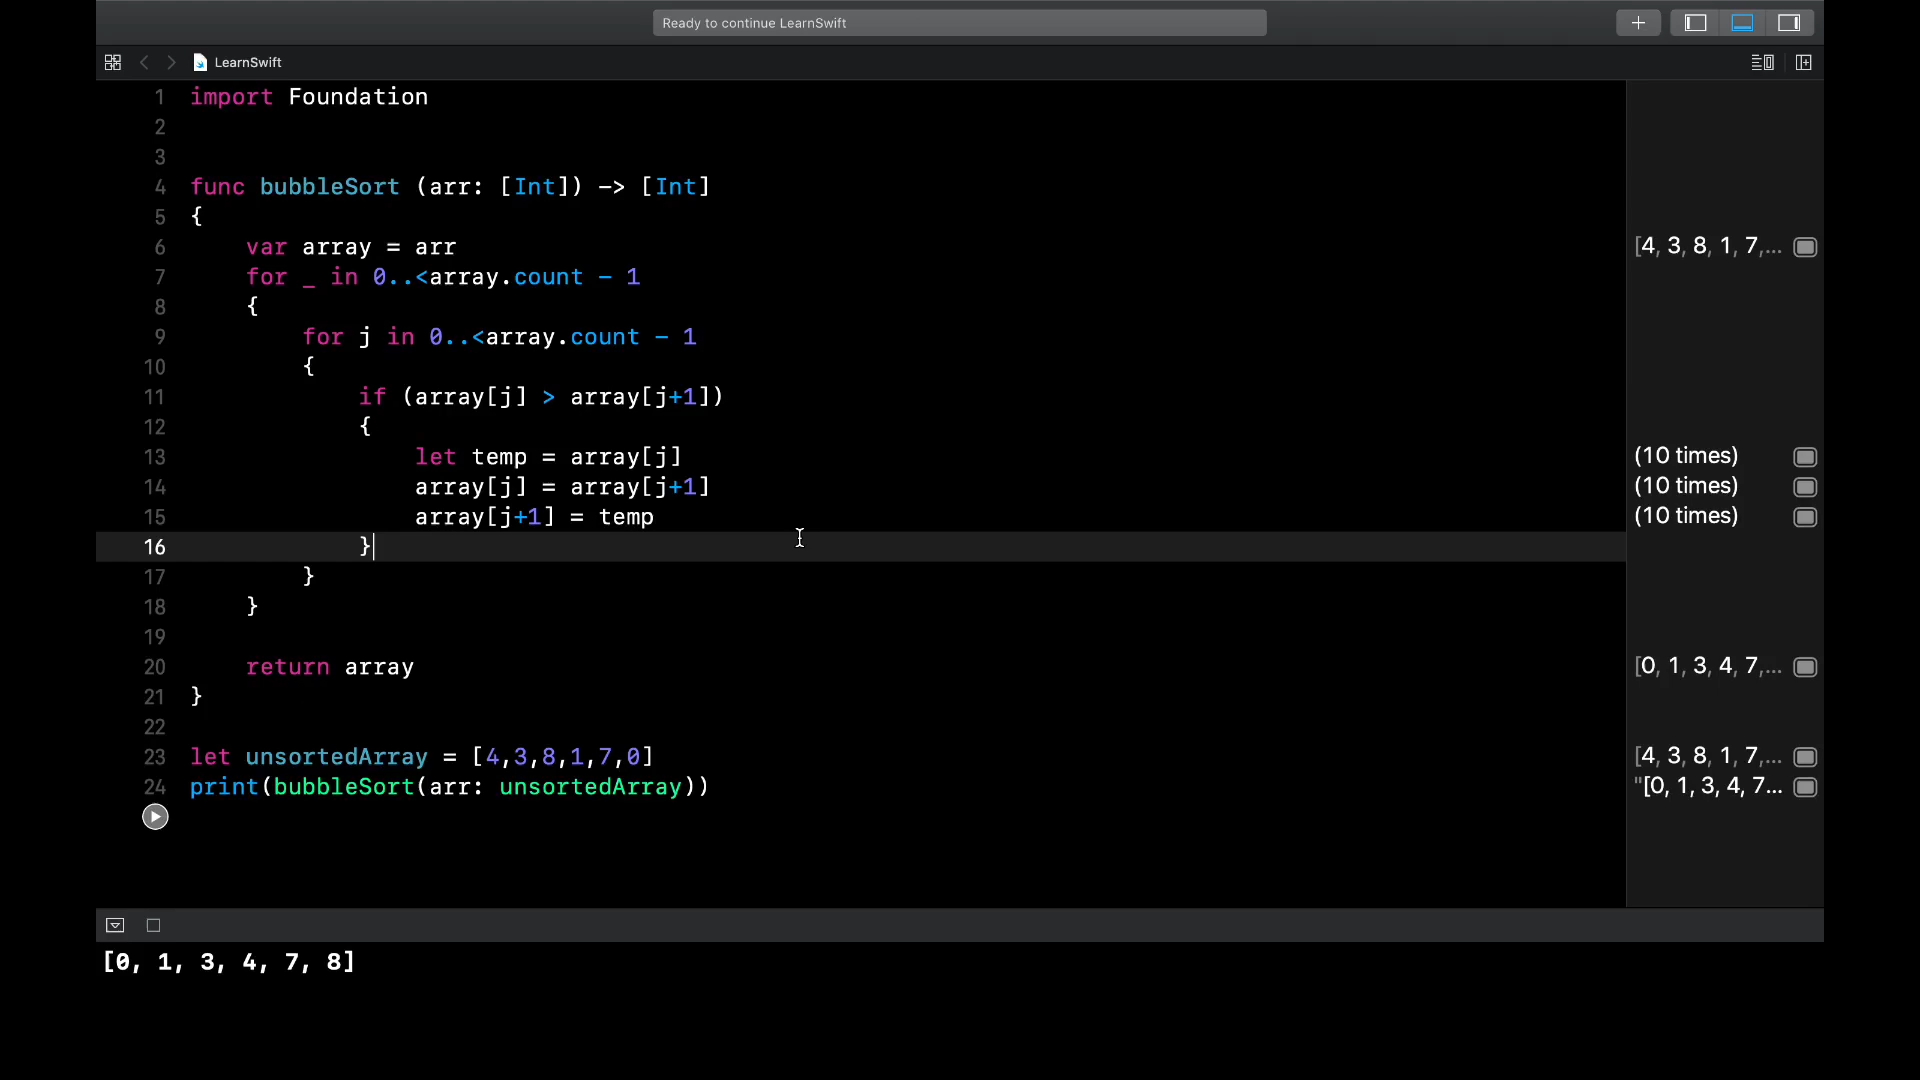 Ready to continue LearnSwift
LearnSwift
1 import Foundation
2
3
4 func bubbleSort (arr: [Int]) -> [Int]
5 {
6 var array = arr [4, 3, 8, 1, 7,...
7 for _ in 0..<array.count - 1
8 {
9 for j in 0..<array.count - 1
10 {
11 if (array[j] > array[j+1])
12 {
13 let temp = array[j] (10 times)
14 array[j] = array[j+1] (10 times)
15 array[j+1] = temp (10 times)
16 }
17 }
18 }
19
20 return array [0, 1, 3, 4, 7,...
21 }
22
23 let unsortedArray = [4,3,8,1,7,0] [4, 3, 8, 1, 7,...
24 print(bubbleSort(arr: unsortedArray)) "[0, 1, 3, 4, 7...
[0, 1, 3, 4, 7, 8]